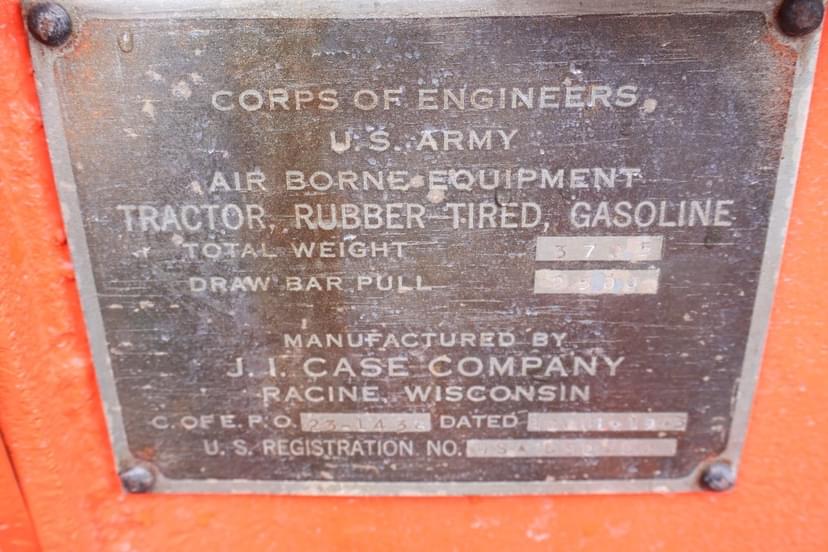 CORPS OF ENGINEERS
U.S. ARMY
AIR BORNE EQUIPMENT
TRACTOR, RUBBER TIRED, GASOLINE
TOTAL WEIGHT
DRAW BAR PULL
MANUFACTURED BY
J. I. CASE COMPANY
RACINE, WISCONSIN
C. OF E. P. O. DATED
U. S. REGISTRATION NO.